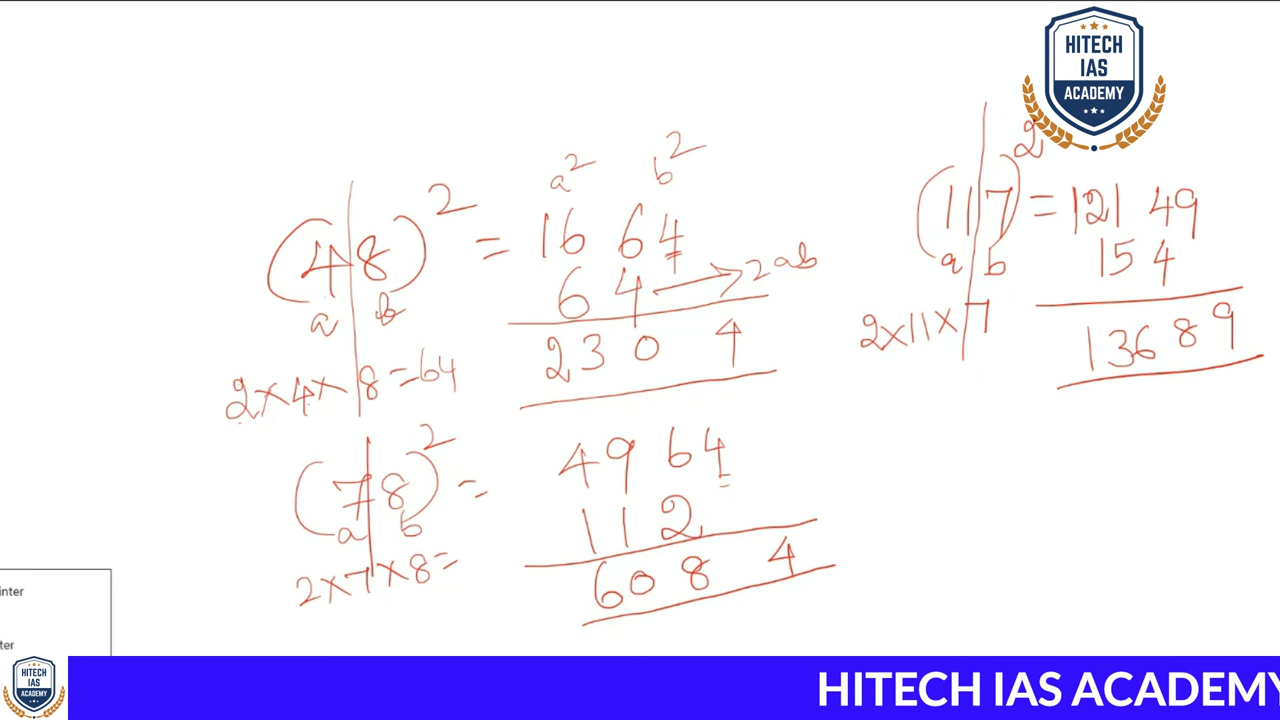 HITECH
IAS
ACADEMY
a² b²
(48)² = 16 64
a b
64 → 2ab
2304
2×4×8=64
(78)² = 4964
a b
112
2×7×8=
6084
(117)² = 121 49
a b
154
2×11×7
13689
inter
ter
HITECH
IAS
ACADEMY
HITECH IAS ACADEMY